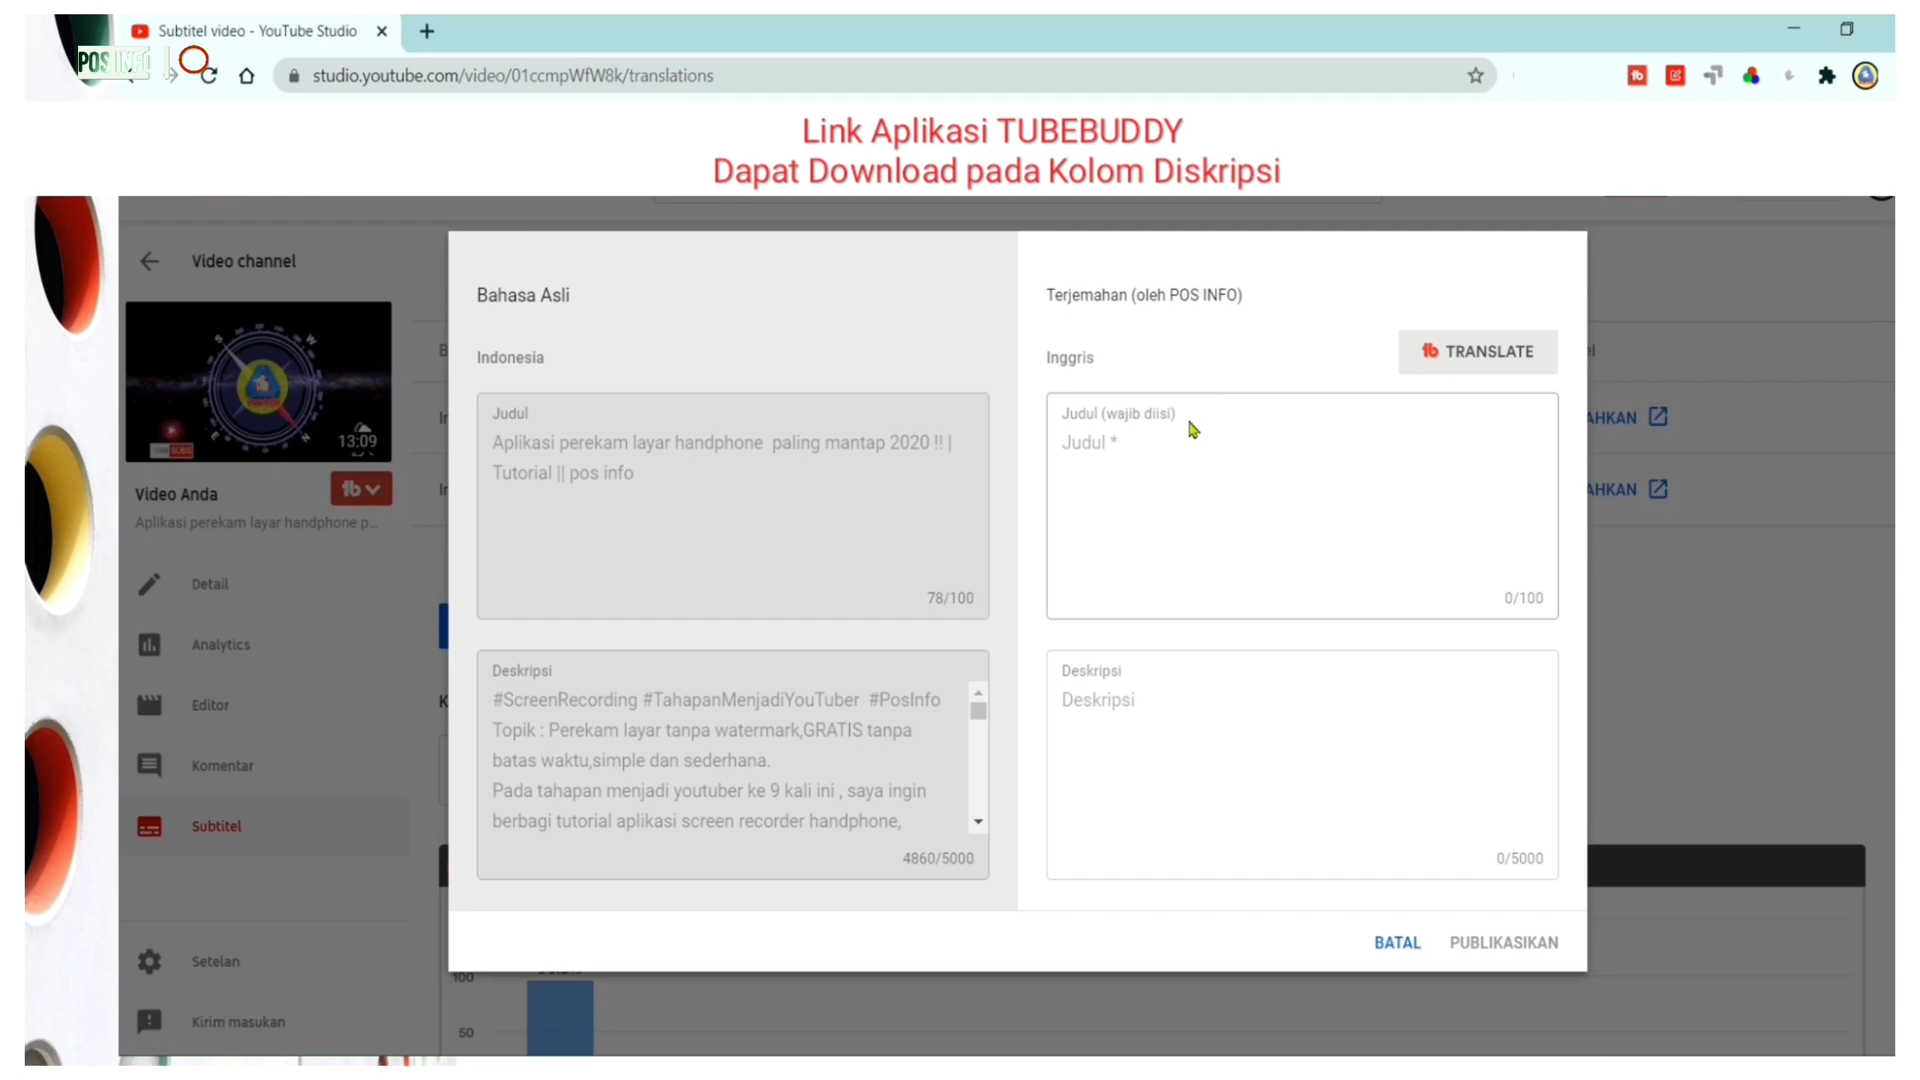 Subtitel video - YouTube Studio
POS INFO
studio.youtube.com/video/01ccmpWfW8k/translations
Link Aplikasi TUBEBUDDY
Dapat Download pada Kolom Diskripsi
Video channel
13:09
Video Anda
Aplikasi perekam layar handphone p...
Detail
Analytics
Editor
Komentar
Subtitel
Setelan
Kirim masukan
Bahasa Asli
Indonesia
Judul
Aplikasi perekam layar handphone  paling mantap 2020 !! |
Tutorial || pos info
78/100
Deskripsi
#ScreenRecording #TahapanMenjadiYouTuber  #PosInfo
Topik : Perekam layar tanpa watermark,GRATIS tanpa
batas waktu,simple dan sederhana.
Pada tahapan menjadi youtuber ke 9 kali ini , saya ingin
berbagi tutorial aplikasi screen recorder handphone,
4860/5000
Terjemahan (oleh POS INFO)
Inggris
TRANSLATE
Judul (wajib diisi)
Judul *
0/100
Deskripsi
Deskripsi
0/5000
BATAL
PUBLIKASIKAN
AHKAN
AHKAN
100
50